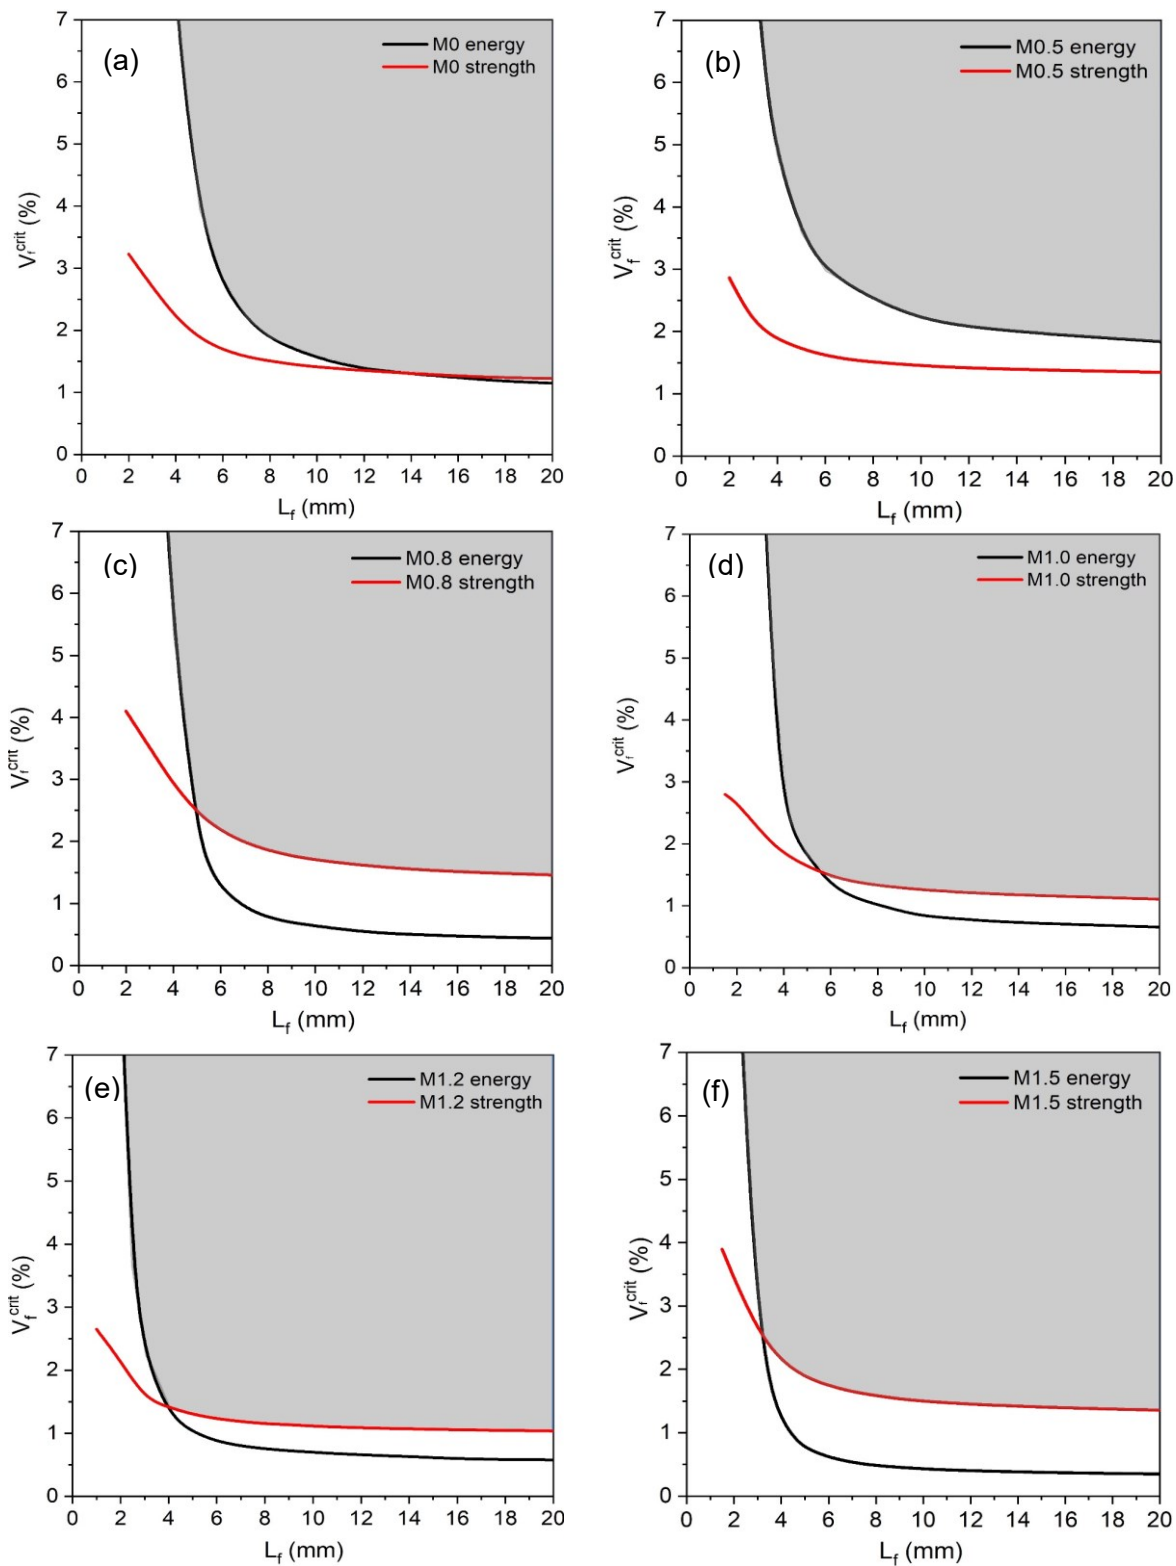 (a)
M0 energy
M0 strength
7
6
5
4
3
2
1
0
V_f^crit (%)
0 2 4 6 8 10 12 14 16 18 20
L_f (mm)
(b)
M0.5 energy
M0.5 strength
7
6
5
4
3
2
1
0
V_f^crit (%)
0 2 4 6 8 10 12 14 16 18 20
L_f (mm)
(c)
M0.8 energy
M0.8 strength
7
6
5
4
3
2
1
0
V_f^crit (%)
0 2 4 6 8 10 12 14 16 18 20
L_f (mm)
(d)
M1.0 energy
M1.0 strength
7
6
5
4
3
2
1
0
V_f^crit (%)
0 2 4 6 8 10 12 14 16 18 20
L_f (mm)
(e)
M1.2 energy
M1.2 strength
7
6
5
4
3
2
1
0
V_f^crit (%)
0 2 4 6 8 10 12 14 16 18 20
L_f (mm)
(f)
M1.5 energy
M1.5 strength
7
6
5
4
3
2
1
0
V_f^crit (%)
0 2 4 6 8 10 12 14 16 18 20
L_f (mm)